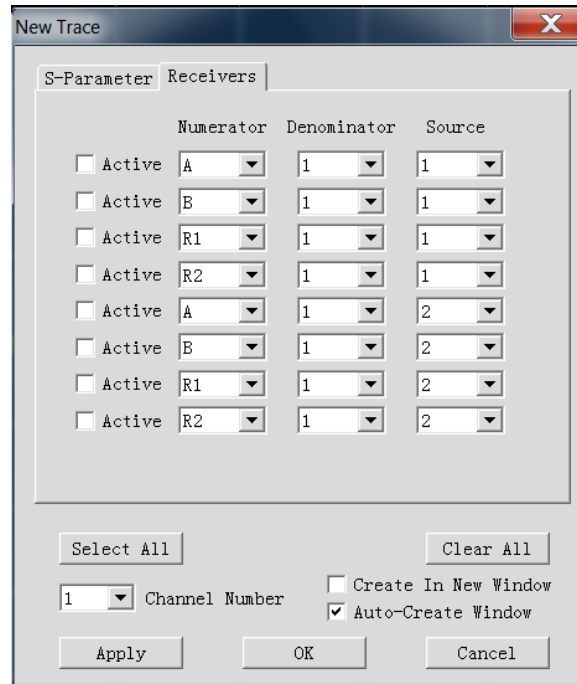 New Trace
S-Parameter Receivers
Numerator Denominator Source
Active A 1 1
Active B 1 1
Active R1 1 1
Active R2 1 1
Active A 1 2
Active B 1 2
Active R1 1 2
Active R2 1 2
Select All Clear All
1 Channel Number
Create In New Window
Auto-Create Window
Apply OK Cancel